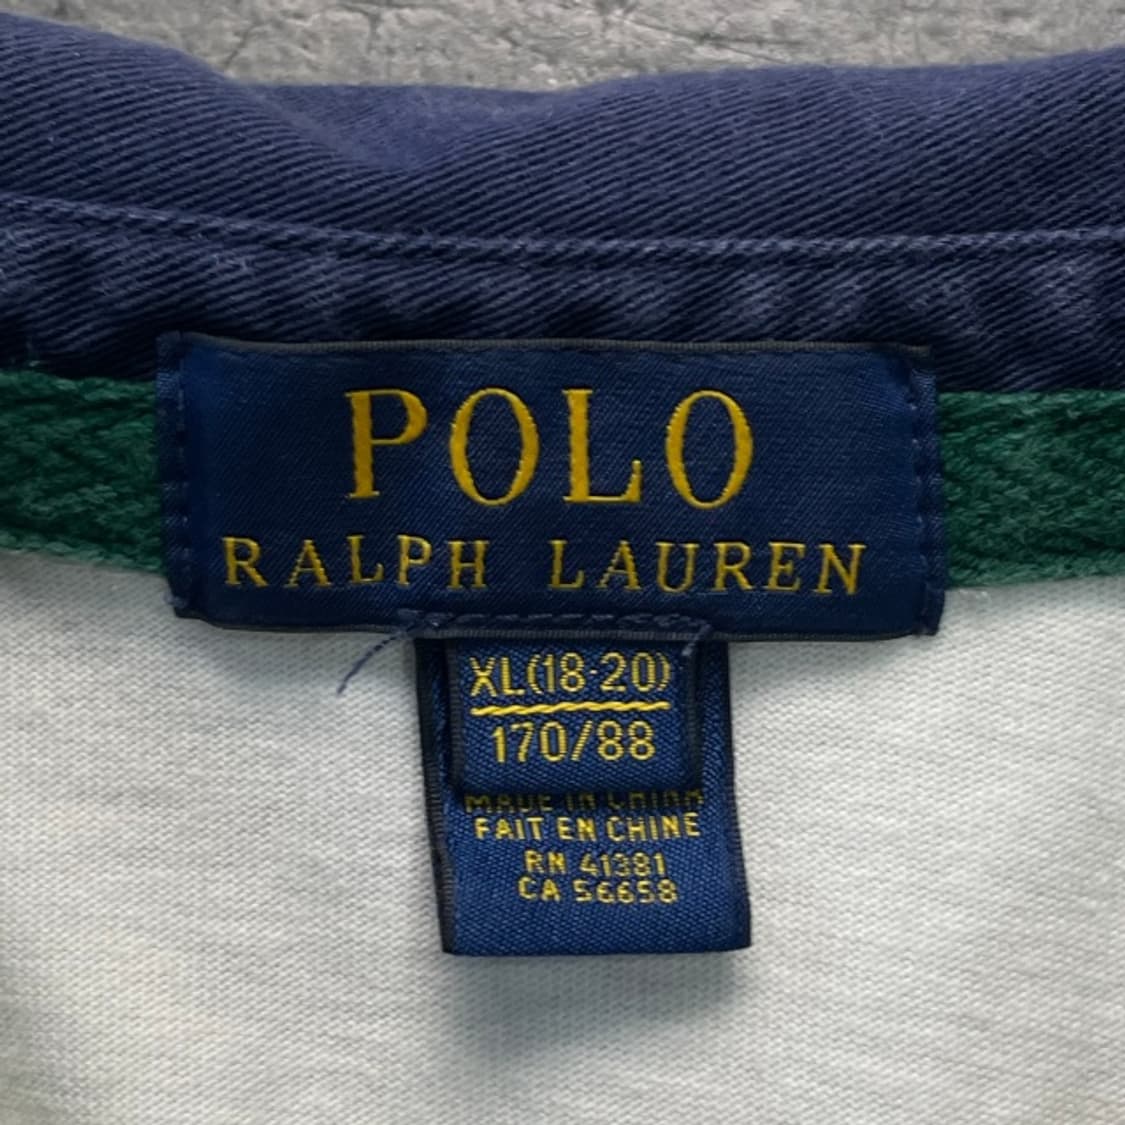 POLO
RALPH LAUREN
XL(18-20)
170/88
MADE IN CHINA
FAIT EN CHINE
RN 41381
CA 56658